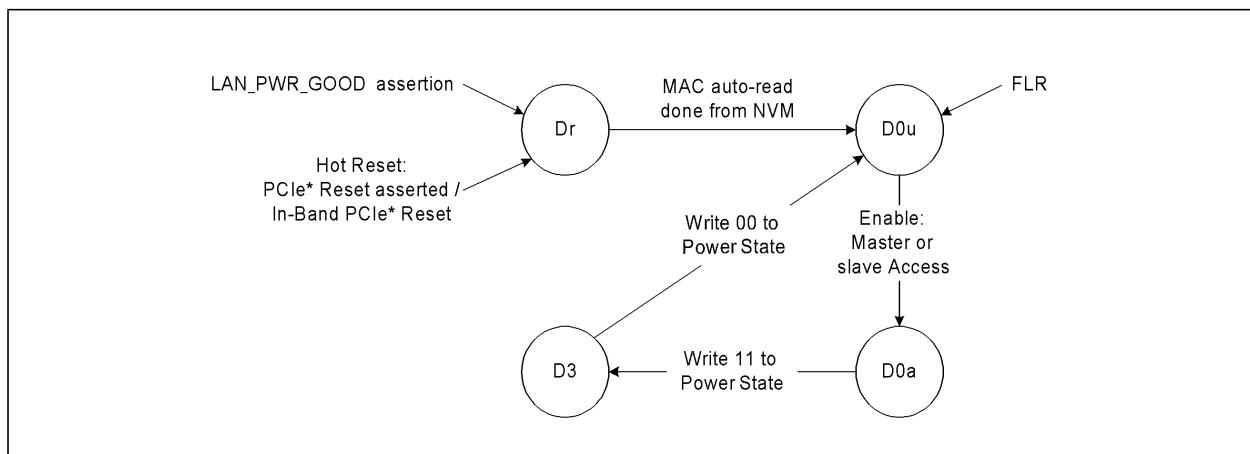 LAN_PWR_GOOD assertion
MAC auto-read
done from NVM
FLR
Dr
D0u
Hot Reset:
PCIe* Reset asserted /
In-Band PCIe* Reset
Write 00 to
Power State
Enable:
Master or
slave Access
D3
Write 11 to
Power State
D0a